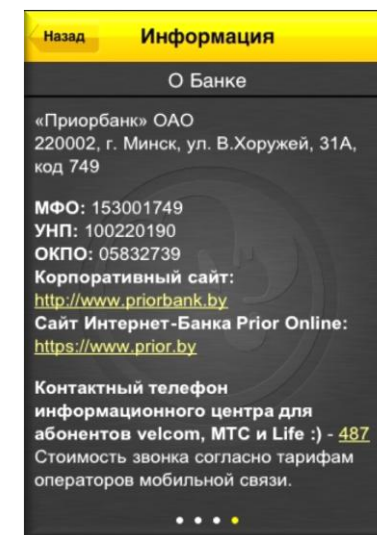 Назад
Информация
О Банке
«Приорбанк» ОАО
220002, г. Минск, ул. В.Хоружей, 31А,
код 749
МФО: 153001749
УНП: 100220190
ОКПО: 05832739
Корпоративный сайт:
http://www.priorbank.by
Сайт Интернет-Банка Prior Online:
https://www.prior.by
Контактный телефон
информационного центра для
абонентов velcom, МТС и Life :) - 487
Стоимость звонка согласно тарифам
операторов мобильной связи.